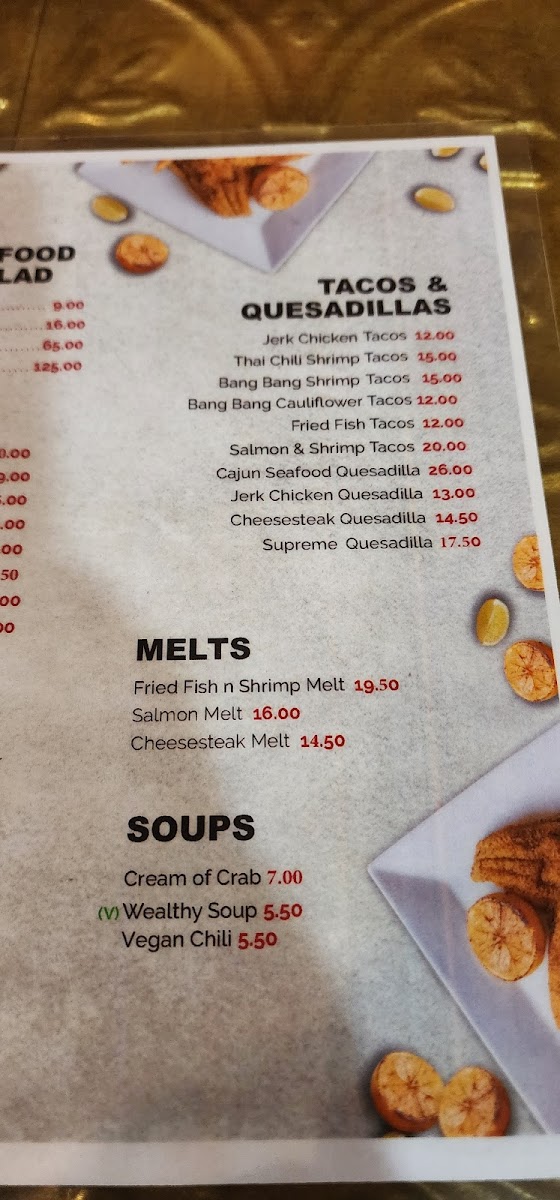 FOOD
LAD
9.00
16.00
65.00
125.00
TACOS &
QUESADILLAS
Jerk Chicken Tacos 12.00
Thai Chili Shrimp Tacos 15.00
Bang Bang Shrimp Tacos 15.00
Bang Bang Cauliflower Tacos 12.00
Fried Fish Tacos 12.00
Salmon & Shrimp Tacos 20.00
Cajun Seafood Quesadilla 26.00
Jerk Chicken Quesadilla 13.00
Cheesesteak Quesadilla 14.50
Supreme Quesadilla 17.50
MELTS
Fried Fish n Shrimp Melt 19.50
Salmon Melt 16.00
Cheesesteak Melt 14.50
SOUPS
Cream of Crab 7.00
(V) Wealthy Soup 5.50
Vegan Chili 5.50